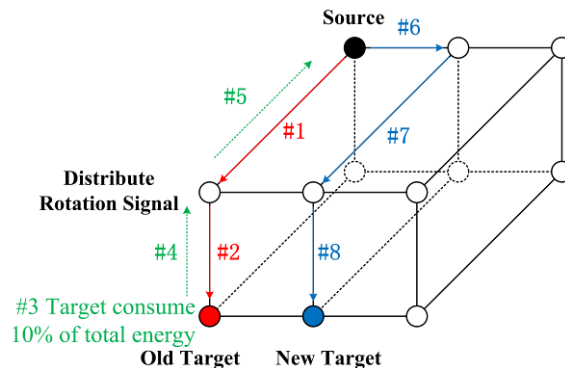 Source
#6
#5
#1
#7
Distribute
Rotation Signal
#4
#2
#8
#3 Target consume
10% of total energy
Old Target
New Target